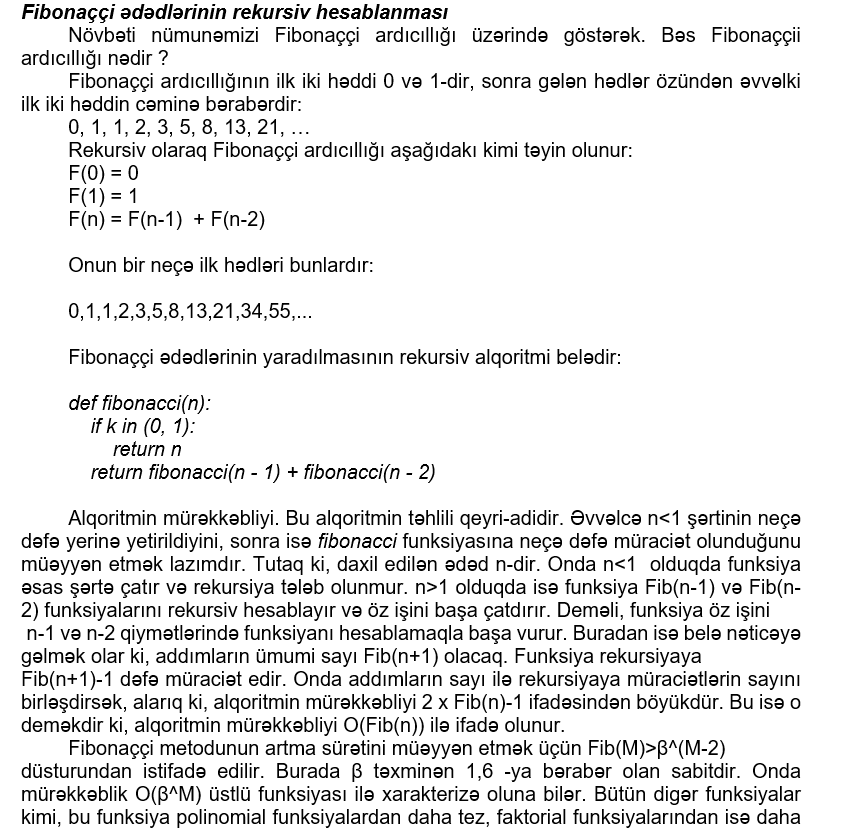 Fibonaççi ədədlərinin rekursiv hesablanması
Növbəti nümunəmizi Fibonaççi ardıcıllığı üzərində göstərək. Bəs Fibonaççii
ardıcıllığı nədir ?
Fibonaççi ardıcıllığının ilk iki həddi 0 və 1-dir, sonra gələn hədlər özündən əvvəlki
ilk iki həddin cəminə bərabərdir:
0, 1, 1, 2, 3, 5, 8, 13, 21, …
Rekursiv olaraq Fibonaççi ardıcıllığı aşağıdakı kimi təyin olunur:
F(0) = 0
F(1) = 1
F(n) = F(n-1)  + F(n-2)
Onun bir neçə ilk hədləri bunlardır:
0,1,1,2,3,5,8,13,21,34,55,...
Fibonaççi ədədlərinin yaradılmasının rekursiv alqoritmi belədir:
def fibonacci(n):
if k in (0, 1):
return n
return fibonacci(n - 1) + fibonacci(n - 2)
Alqoritmin mürəkkəbliyi. Bu alqoritmin təhlili qeyri-adidir. Əvvəlcə n<1 şərtinin neçə
dəfə yerinə yetirildiyini, sonra isə fibonacci funksiyasına neçə dəfə müraciət olunduğunu
müəyyən etmək lazımdır. Tutaq ki, daxil edilən ədəd n-dir. Onda n<1  olduqda funksiya
əsas şərtə çatır və rekursiya tələb olunmur. n>1 olduqda isə funksiya Fib(n-1) və Fib(n-
2) funksiyalarını rekursiv hesablayır və öz işini başa çatdırır. Deməli, funksiya öz işini
n-1 və n-2 qiymətlərində funksiyanı hesablamaqla başa vurur. Buradan isə belə nəticəyə
gəlmək olar ki, addımların ümumi sayı Fib(n+1) olacaq. Funksiya rekursiyaya
Fib(n+1)-1 dəfə müraciət edir. Onda addımların sayı ilə rekursiyaya müraciətlərin sayını
birləşdirsək, alarıq ki, alqoritmin mürəkkəbliyi 2 x Fib(n)-1 ifadəsindən böyükdür. Bu isə o
deməkdir ki, alqoritmin mürəkkəbliyi O(Fib(n)) ilə ifadə olunur.
Fibonaççi metodunun artma sürətini müəyyən etmək üçün Fib(M)>β^(M-2)
düsturundan istifadə edilir. Burada β təxminən 1,6 -ya bərabər olan sabitdir. Onda
mürəkkəblik O(β^M) üstlü funksiyası ilə xarakterizə oluna bilər. Bütün digər funksiyalar
kimi, bu funksiya polinomial funksiyalardan daha tez, faktorial funksiyalarından isə daha